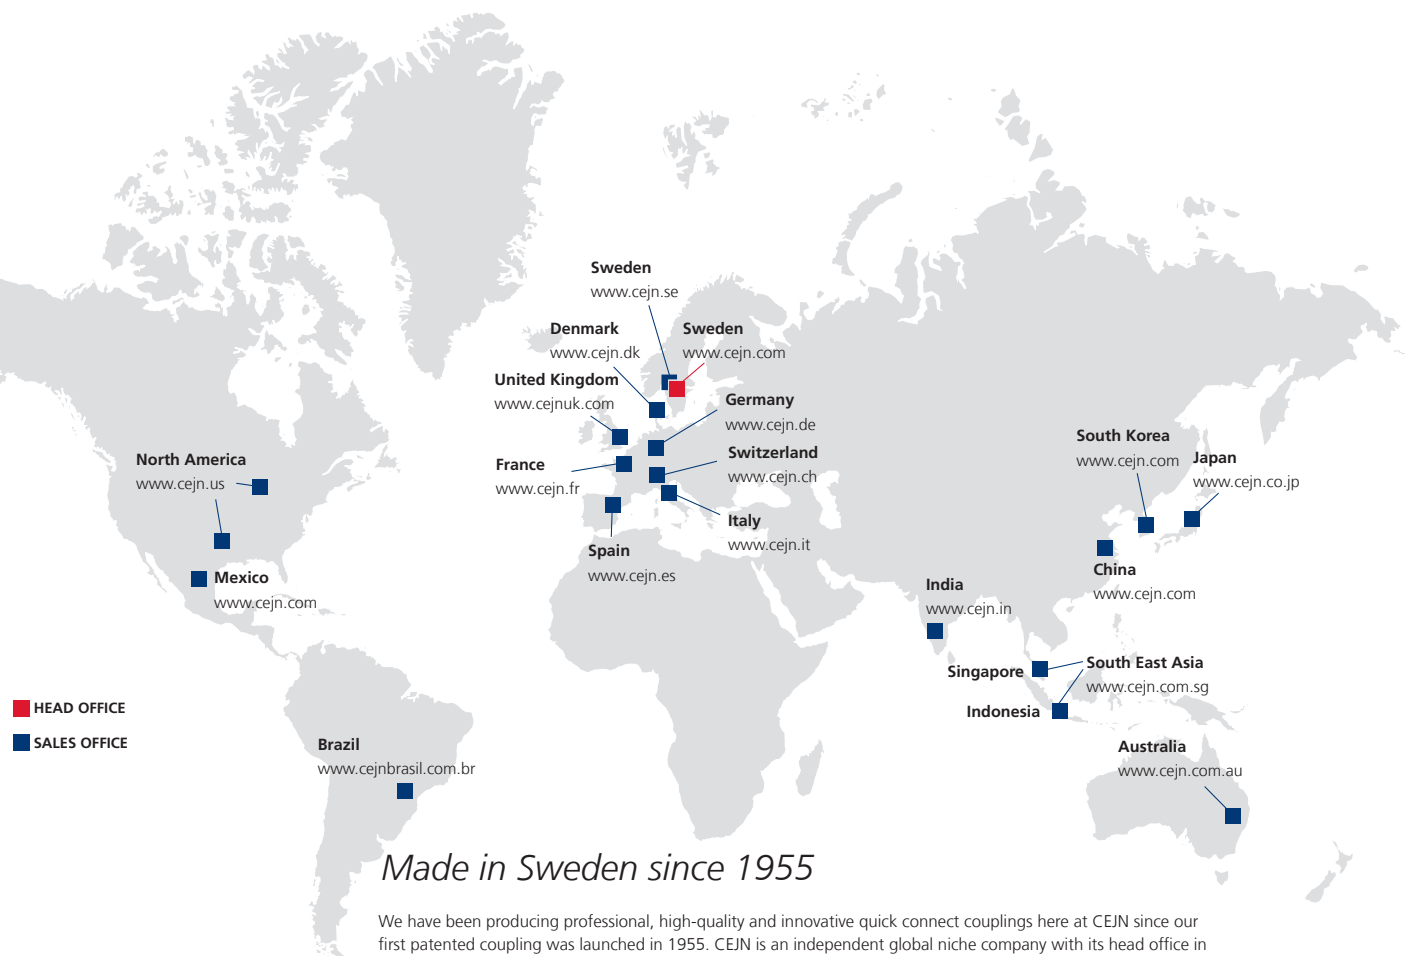 Sweden
www.cejn.se
Denmark
www.cejn.dk
Sweden
www.cejn.com
United Kingdom
www.cejnuk.com
Germany
www.cejn.de
France
www.cejn.fr
Switzerland
www.cejn.ch
Italy
www.cejn.it
Spain
www.cejn.es
North America
www.cejn.us
Mexico
www.cejn.com
South Korea
www.cejn.com
Japan
www.cejn.co.jp
China
www.cejn.com
India
www.cejn.in
Singapore
South East Asia
www.cejn.com.sg
Indonesia
HEAD OFFICE
SALES OFFICE
Brazil
www.cejnbrasil.com.br
Australia
www.cejn.com.au
Made in Sweden since 1955
We have been producing professional, high-quality and innovative quick connect couplings here at CEJN since our
first patented coupling was launched in 1955. CEJN is an independent global niche company with its head office in